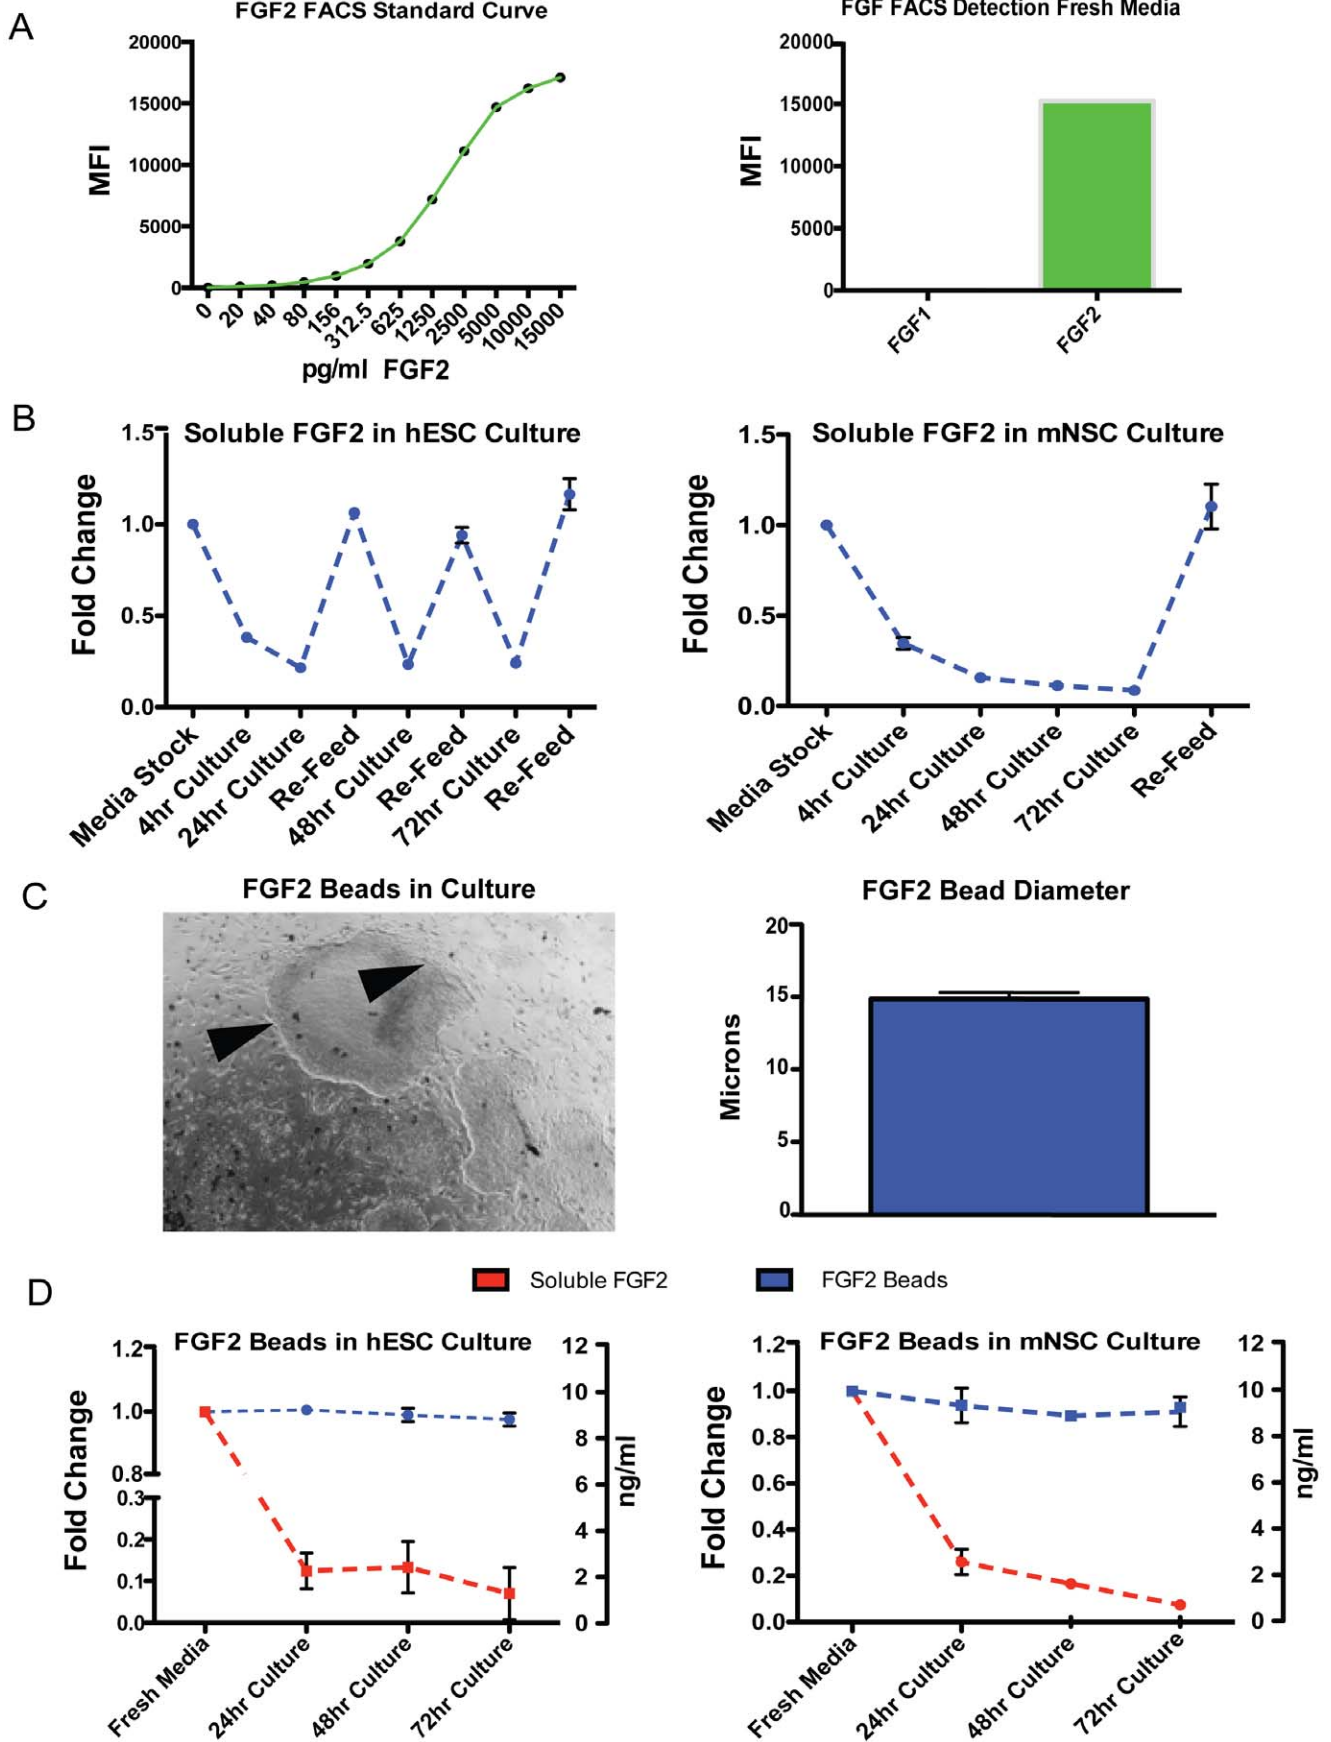 A
FGF2 FACS Standard Curve
20000
15000
10000
5000
0
MFI
0
20
40
80
156
312.5
625
1250
2500
5000
10000
15000
pg/ml FGF2
FGF FACS Detection Fresh Media
20000
15000
10000
5000
0
MFI
FGF1
FGF2
B
Soluble FGF2 in hESC Culture
1.5
1.0
0.5
0.0
Fold Change
Media Stock
4hr Culture
24hr Culture
Re-Feed
48hr Culture
Re-Feed
72hr Culture
Re-Feed
Soluble FGF2 in mNSC Culture
1.5
1.0
0.5
0.0
Fold Change
Media Stock
4hr Culture
24hr Culture
48hr Culture
72hr Culture
Re-Feed
C
FGF2 Beads in Culture
FGF2 Bead Diameter
20
15
10
5
0
Microns
D
Soluble FGF2
FGF2 Beads
FGF2 Beads in hESC Culture
1.2
1.0
0.8
0.3
0.2
0.1
0.0
Fold Change
12
10
8
6
4
2
0
ng/ml
Fresh Media
24hr Culture
48hr Culture
72hr Culture
FGF2 Beads in mNSC Culture
1.2
1.0
0.8
0.6
0.4
0.2
0.0
Fold Change
12
10
8
6
4
2
0
ng/ml
Fresh Media
24hr Culture
48hr Culture
72hr Culture